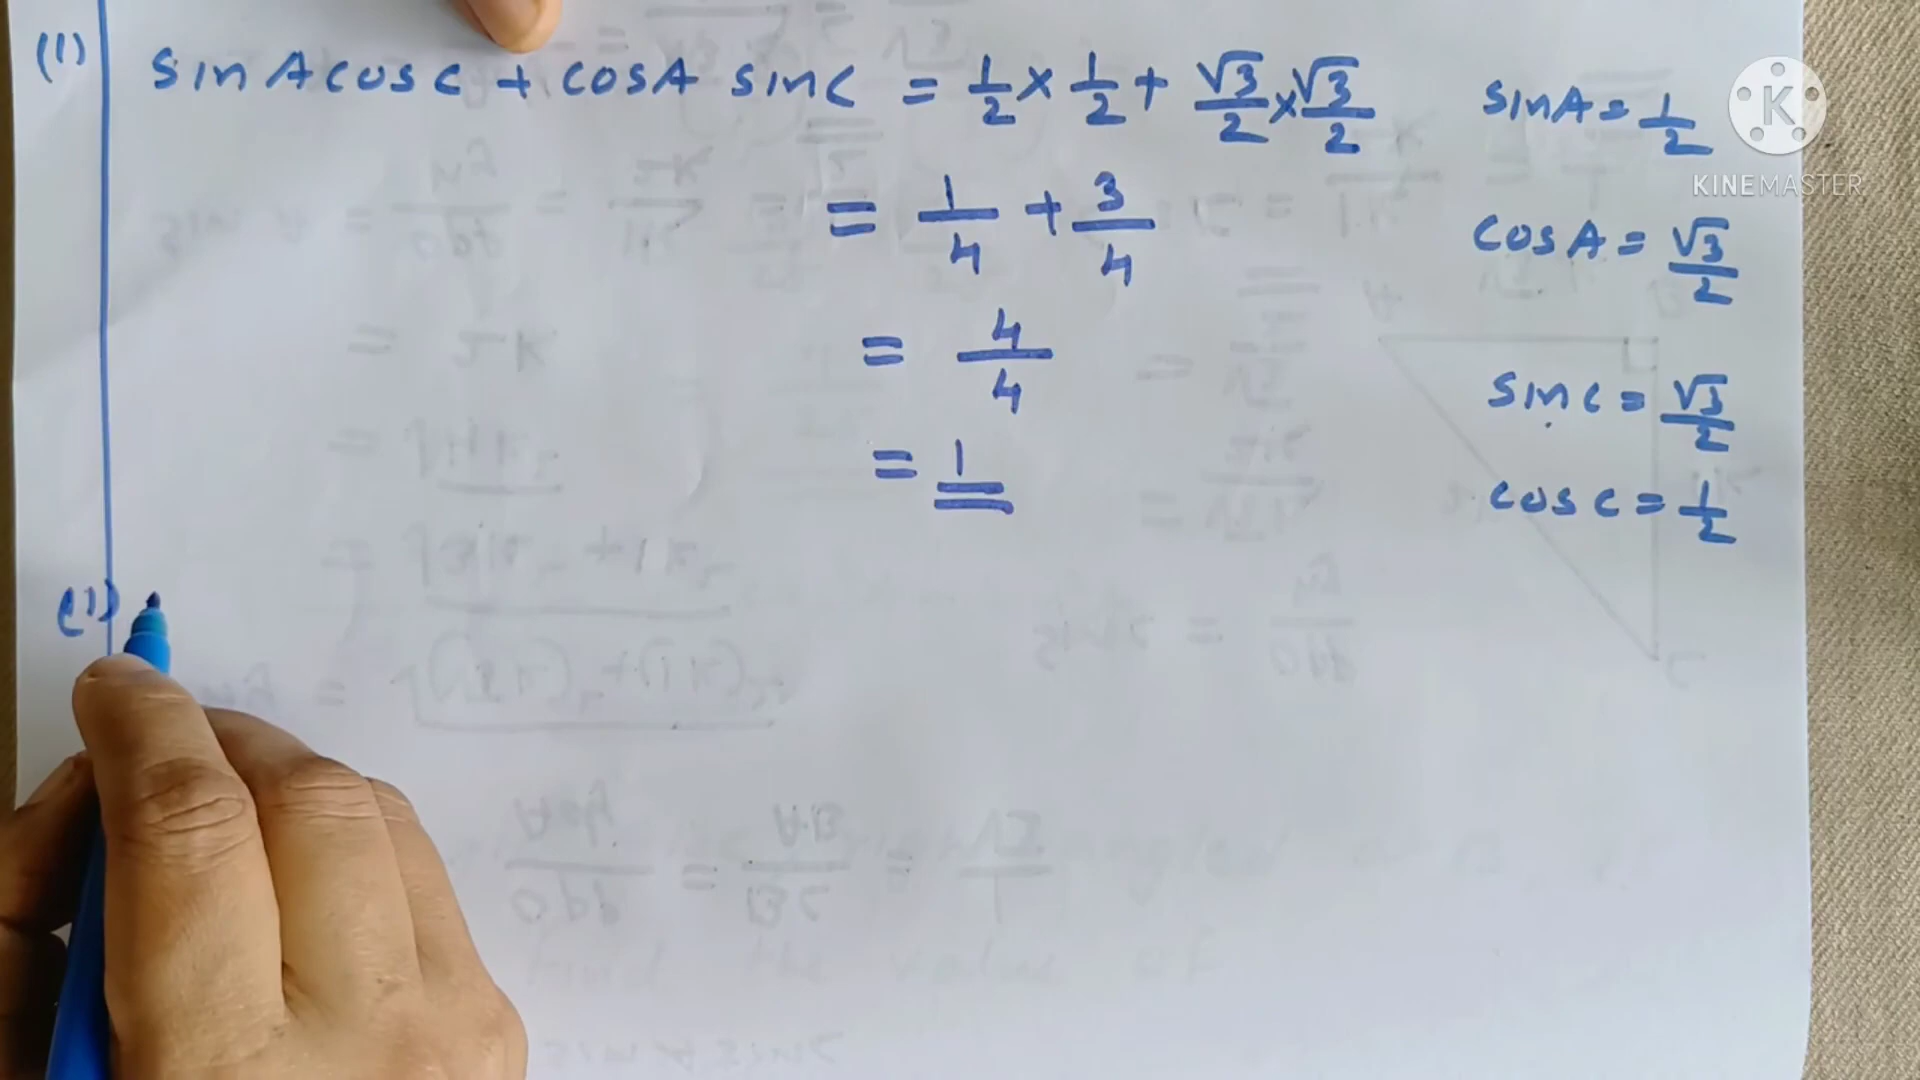 (1) sinA cosC + cosA sinC = 1/2 × 1/2 + √3/2 × √3/2
= 1/4 + 3/4
= 4/4
= 1
sinA = 1/2
cosA = √3/2
sinC = √3/2
cosC = 1/2
K
KINEMASTER